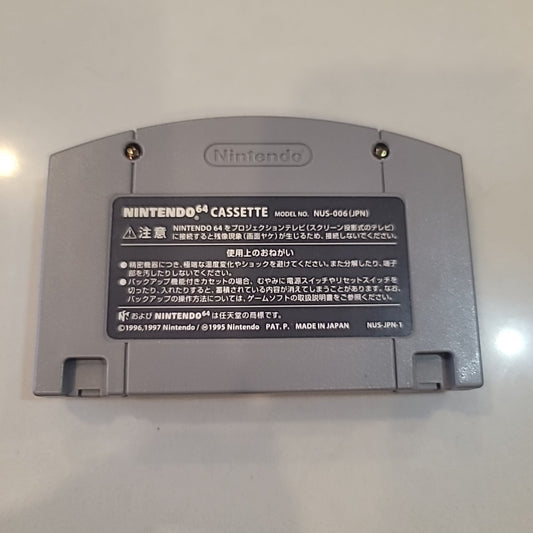 Nintendo
NINTENDO64 CASSETTE MODEL NO. NUS-006(JPN)
⚠注意 NINTENDO 64をプロジェクションテレビ(スクリーン投影式のテレビ)
に接続すると残像現象(画面ヤケ)が生じるため、接続しないでください。
使用上のおねがい
●精密機器につき、極端な温度変化やショックを避けてください。また分解したり、端子
部を汚したりしないでください。
●バックアップ機能付きカセットの場合、むやみに電源スイッチやリセットスイッチを
切ったり、入れたりすると、蓄積されている内容が消えてしまうことがあります。なお、
バックアップの操作方法については、ゲームソフトの取扱説明書をご参照ください。
および NINTENDO64 は任天堂の商標です。
©1996,1997 Nintendo/Ⓜ1995 Nintendo PAT. P. MADE IN JAPAN NUS-JPN-1